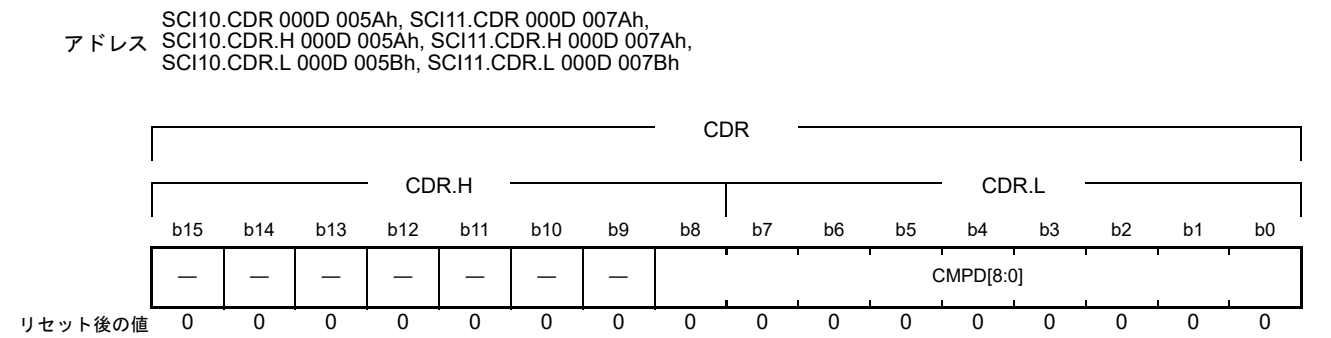 SCI10.CDR 000D 005Ah, SCI11.CDR 000D 007Ah,
アドレス SCI10.CDR.H 000D 005Ah, SCI11.CDR.H 000D 007Ah,
SCI10.CDR.L 000D 005Bh, SCI11.CDR.L 000D 007Bh
CDR
CDR.H CDR.L
b15 b14 b13 b12 b11 b10 b9 b8 b7 b6 b5 b4 b3 b2 b1 b0
— — — — — — — CMPD[8:0]
リセット後の値 0 0 0 0 0 0 0 0 0 0 0 0 0 0 0 0